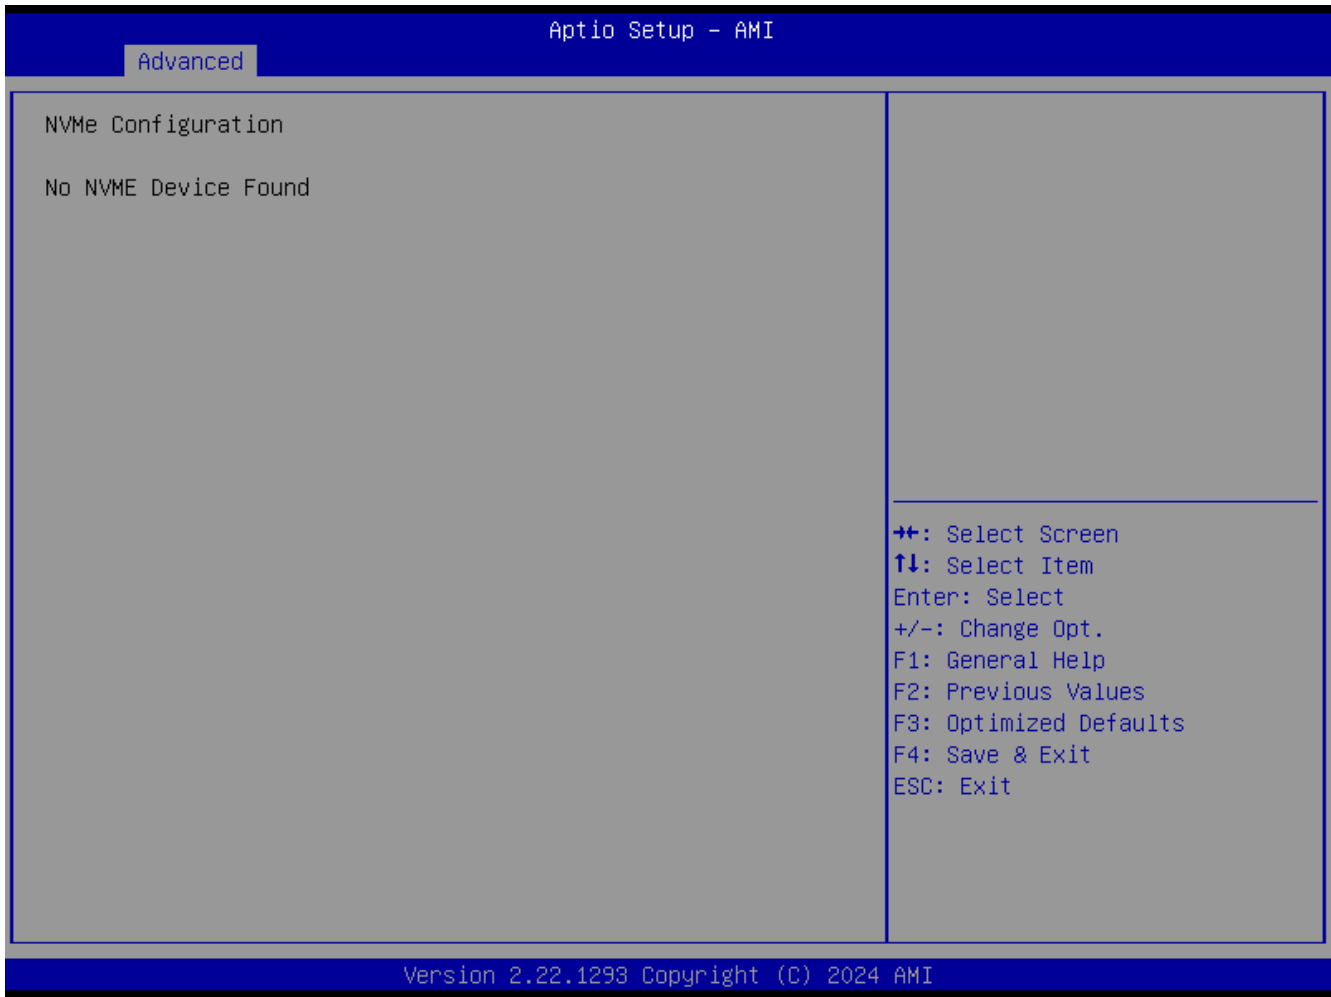 Aptio Setup – AMI
Advanced
NVMe Configuration
No NVME Device Found
→←: Select Screen
↑↓: Select Item
Enter: Select
+/-: Change Opt.
F1: General Help
F2: Previous Values
F3: Optimized Defaults
F4: Save & Exit
ESC: Exit
Version 2.22.1293 Copyright (C) 2024 AMI